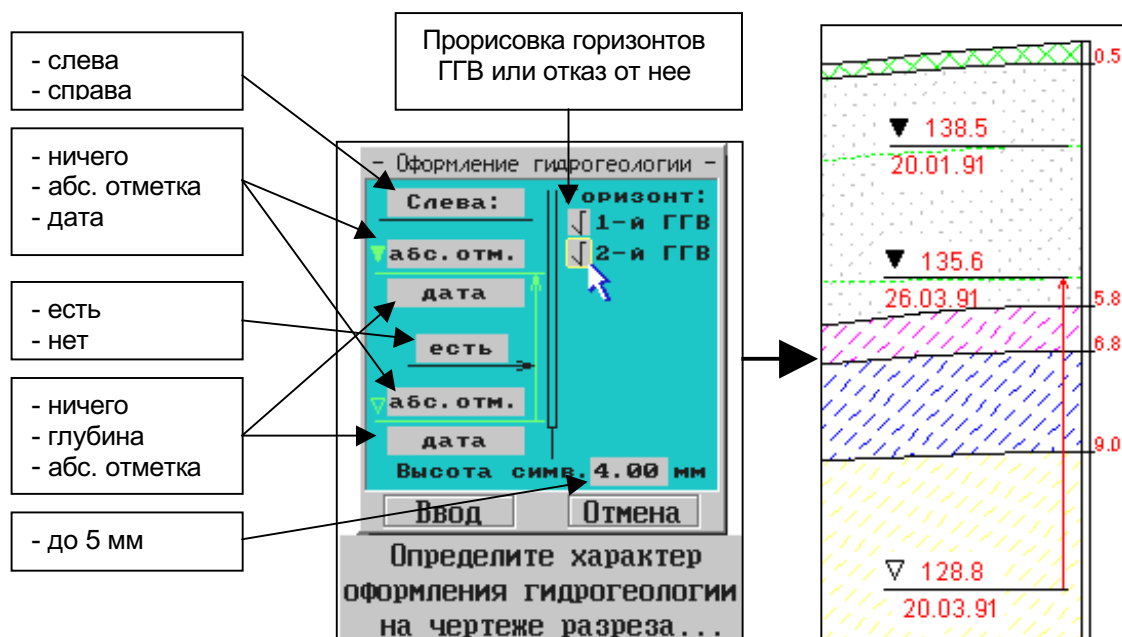 - слева
- справа
- ничего
- абс. отметка
- дата
- есть
- нет
- ничего
- глубина
- абс. отметка
- до 5 мм
Прорисовка горизонтов
ГГВ или отказ от нее
- Оформление гидрогеологии -
Слева:
абс.отм.
дата
есть
абс.отм.
дата
оризонт:
1-й ГГВ
2-й ГГВ
Высота симв. 4.00 мм
Ввод
Отмена
Определите характер
оформления гидрогеологии
на чертеже разреза...
0.5
138.5
20.01.91
135.6
26.03.91
5.8
6.8
9.0
128.8
20.03.91